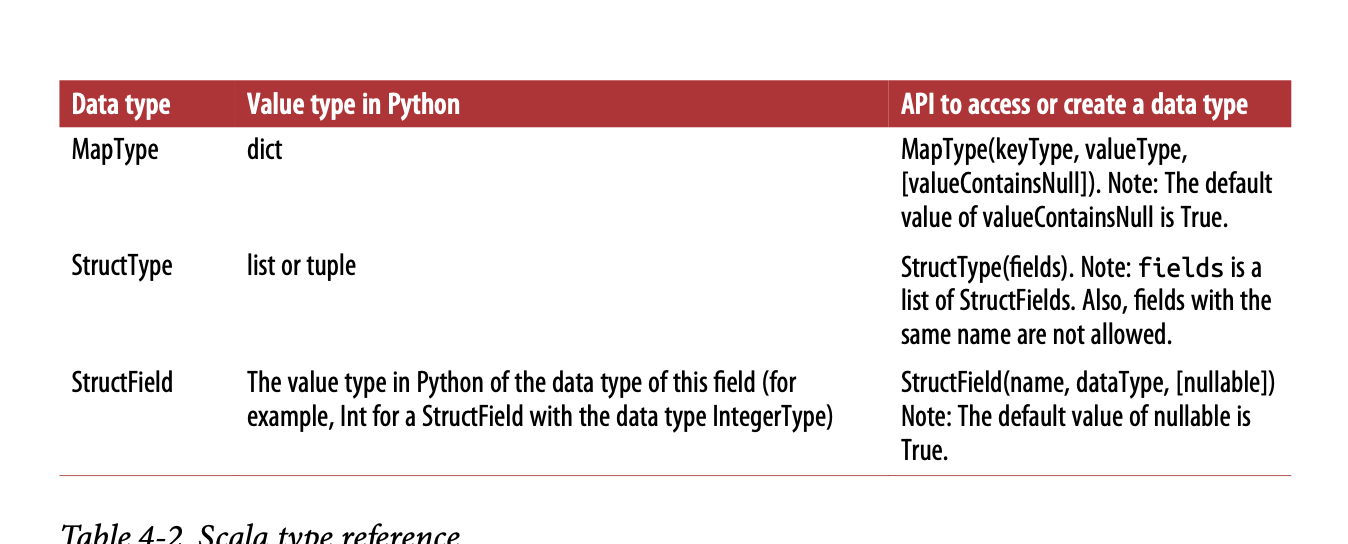 Data type Value type in Python API to access or create a data type
MapType dict MapType(keyType, valueType,
[valueContainsNull]). Note: The default
value of valueContainsNull is True.
StructType list or tuple StructType(fields). Note: fields is a
list of StructFields. Also, fields with the
same name are not allowed.
StructField The value type in Python of the data type of this field (for StructField(name, dataType, [nullable])
example, Int for a StructField with the data type IntegerType) Note: The default value of nullable is
True.
Table 4-2. Scala type reference